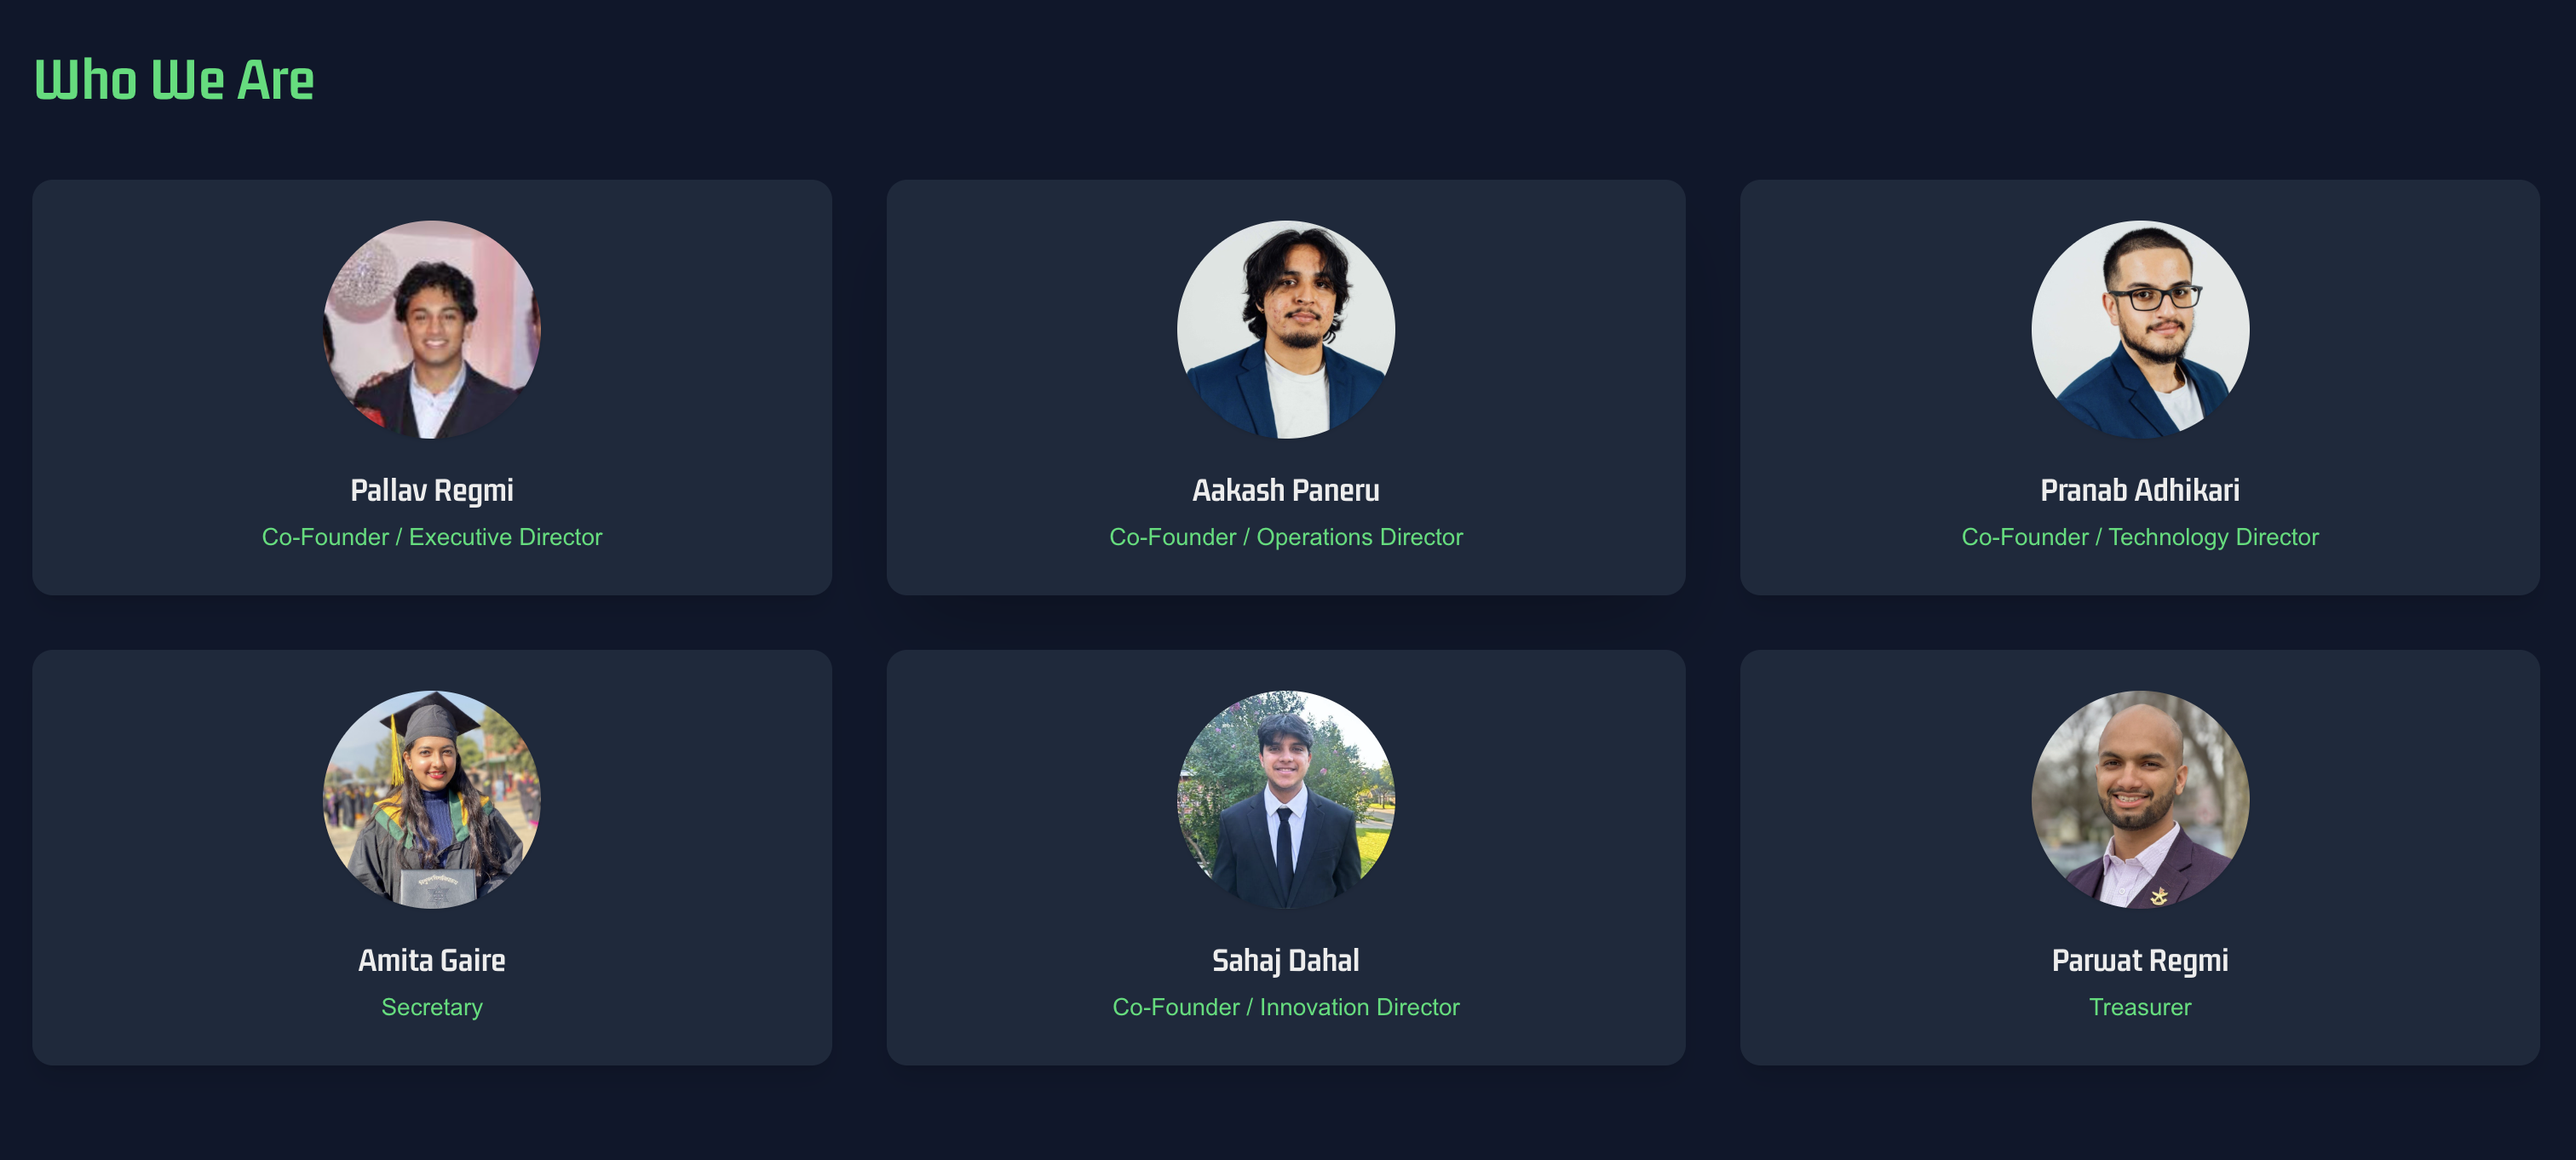 Who We Are
Pallav Regmi
Co-Founder / Executive Director
Aakash Paneru
Co-Founder / Operations Director
Pranab Adhikari
Co-Founder / Technology Director
Amita Gaire
Secretary
Sahaj Dahal
Co-Founder / Innovation Director
Parwat Regmi
Treasurer